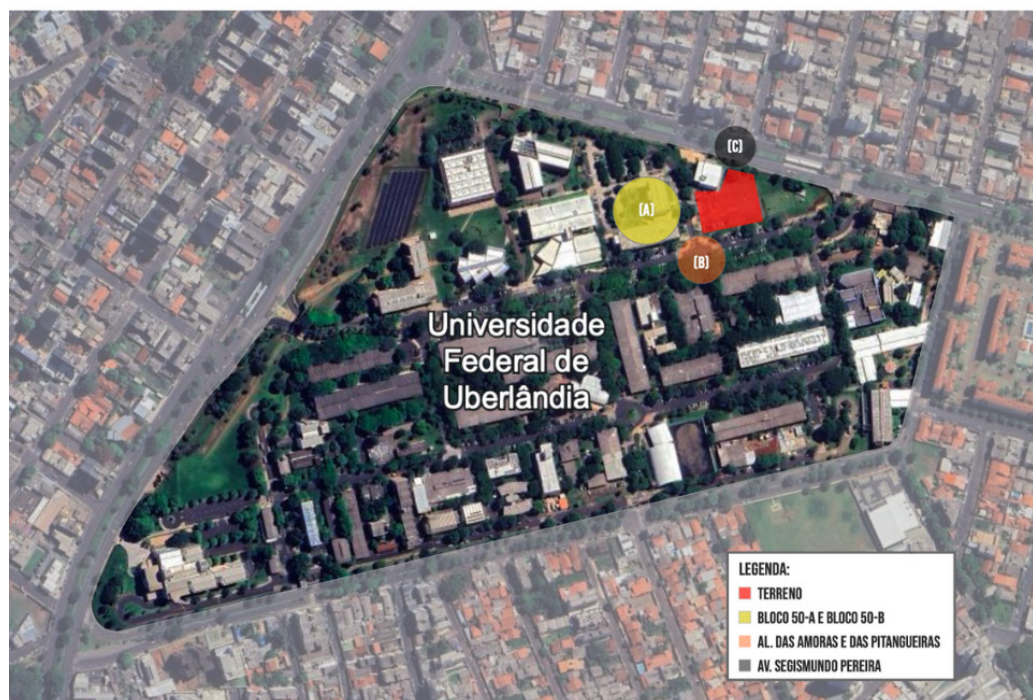 (C)
(A)
(B)
Universidade
Federal de
Uberlândia
LEGENDA:
TERRENO
BLOCO 50-A E BLOCO 50-B
AL. DAS AMORAS E DAS PITANGUEIRAS
AV. SEGISMUNDO PEREIRA